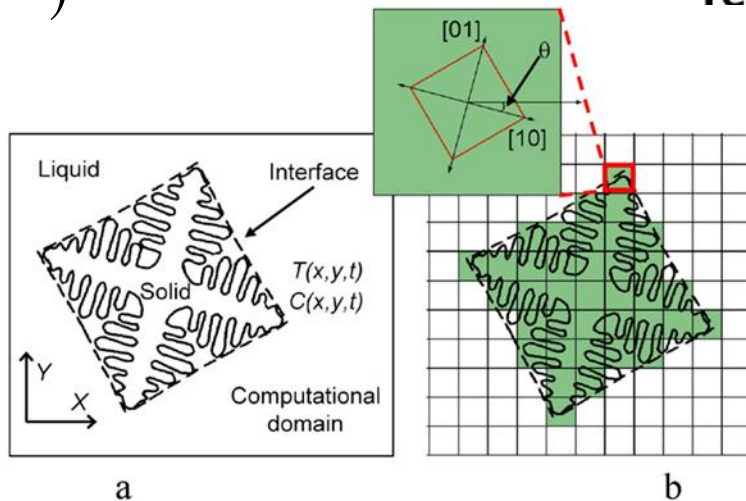 )
[01]
θ
[10]
Liquid
Interface
T(x,y,t)
C(x,y,t)
Solid
Y
X
Computational
domain
a
b